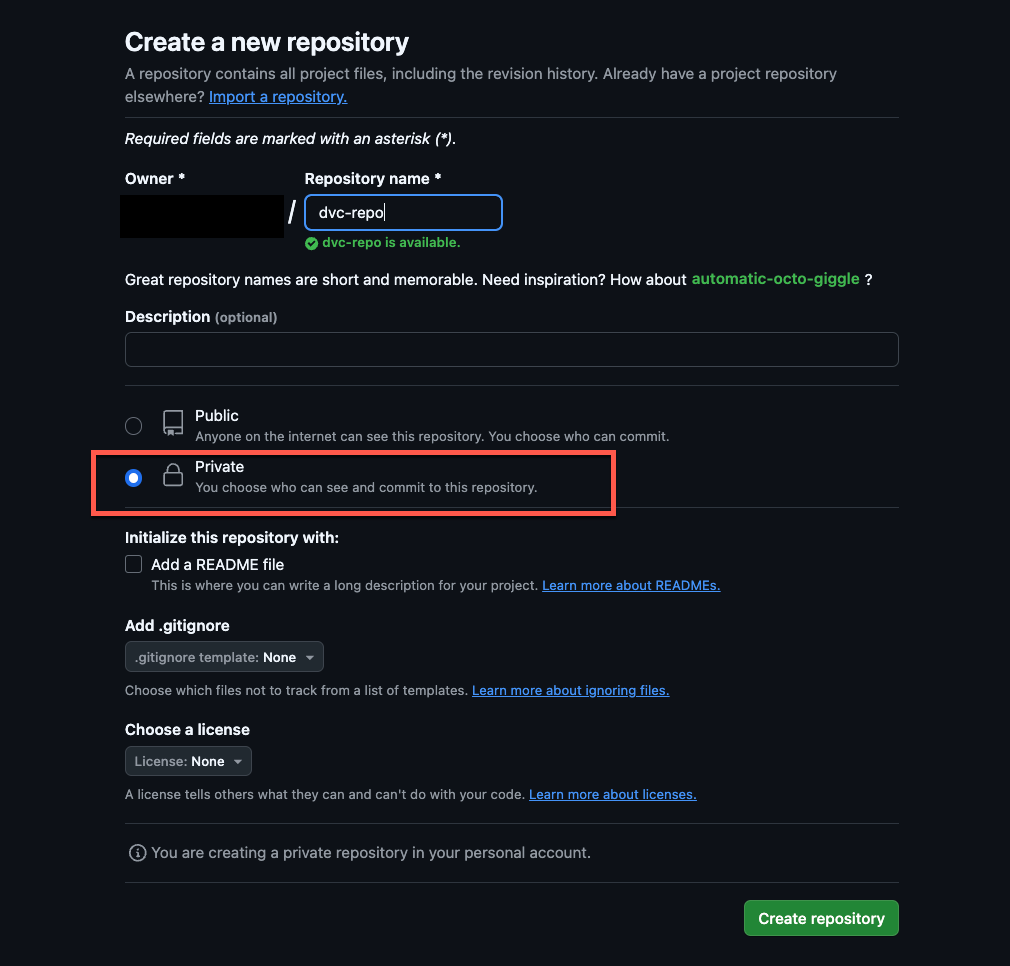 Create a new repository
A repository contains all project files, including the revision history. Already have a project repository
elsewhere? Import a repository.
Required fields are marked with an asterisk (*).
Owner * Repository name *
/ dvc-repo
dvc-repo is available.
Great repository names are short and memorable. Need inspiration? How about automatic-octo-giggle ?
Description (optional)
Public
Anyone on the internet can see this repository. You choose who can commit.
Private
You choose who can see and commit to this repository.
Initialize this repository with:
Add a README file
This is where you can write a long description for your project. Learn more about READMEs.
Add .gitignore
.gitignore template: None
Choose which files not to track from a list of templates. Learn more about ignoring files.
Choose a license
License: None
A license tells others what they can and can't do with your code. Learn more about licenses.
You are creating a private repository in your personal account.
Create repository